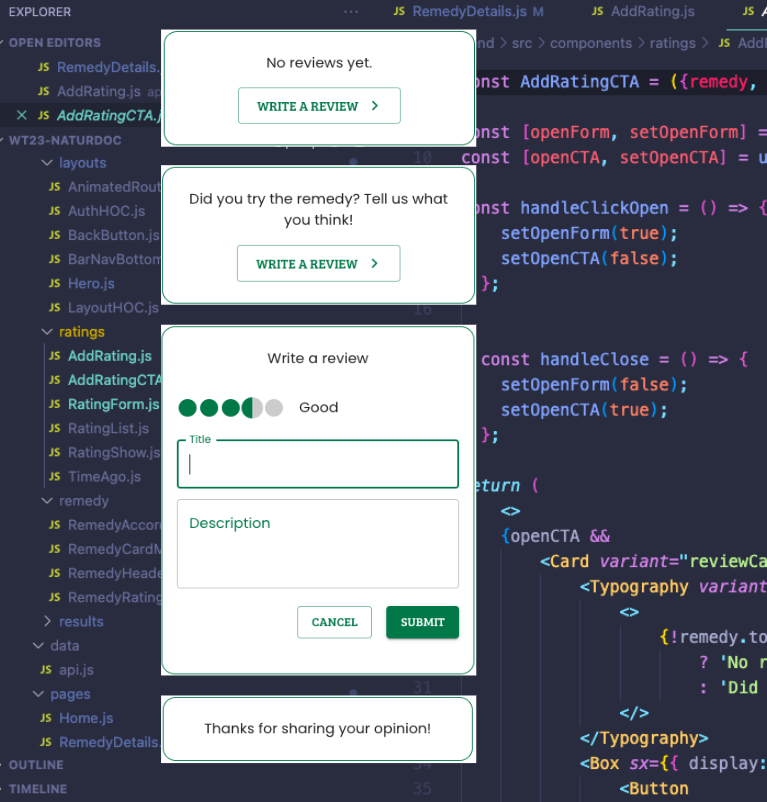 EXPLORER
···
JS RemedyDetails.js M
JS AddRating.js
JS
OPEN EDITORS
JS RemedyDetails.
JS AddRating.js
JS AddRatingCTA.j
WT23-NATURDOC
layouts
JS AnimatedRout
JS AuthHOC.js
JS BackButton.js
JS BarNavBottom
JS Hero.js
JS LayoutHOC.js
ratings
JS AddRating.js
JS AddRatingCTA
JS RatingForm.js
JS RatingList.js
JS RatingShow.js
JS TimeAgo.js
remedy
JS RemedyAccor
JS RemedyCardM
JS RemedyHeade
JS RemedyRating
results
data
JS api.js
pages
JS Home.js
JS RemedyDetails.
OUTLINE
TIMELINE
No reviews yet.
WRITE A REVIEW >
Did you try the remedy? Tell us what
you think!
WRITE A REVIEW >
Write a review
Good
Title
Description
CANCEL
SUBMIT
Thanks for sharing your opinion!
nd > src > components > ratings > JS AddR
onst AddRatingCTA = ({remedy,
onst [openForm, setOpenForm] =
10 const [openCTA, setOpenCTA] = u
onst handleClickOpen = () => {
setOpenForm(true);
setOpenCTA(false);
};
16
const handleClose = () => {
setOpenForm(false);
setOpenCTA(true);
};
eturn (
<>
{openCTA &&
<Card variant="reviewCa
<Typography variant
<>
{!remedy.to
? 'No r
31 : 'Did
</>
</Typography>
34 <Box sx={{ display:
35 <Button